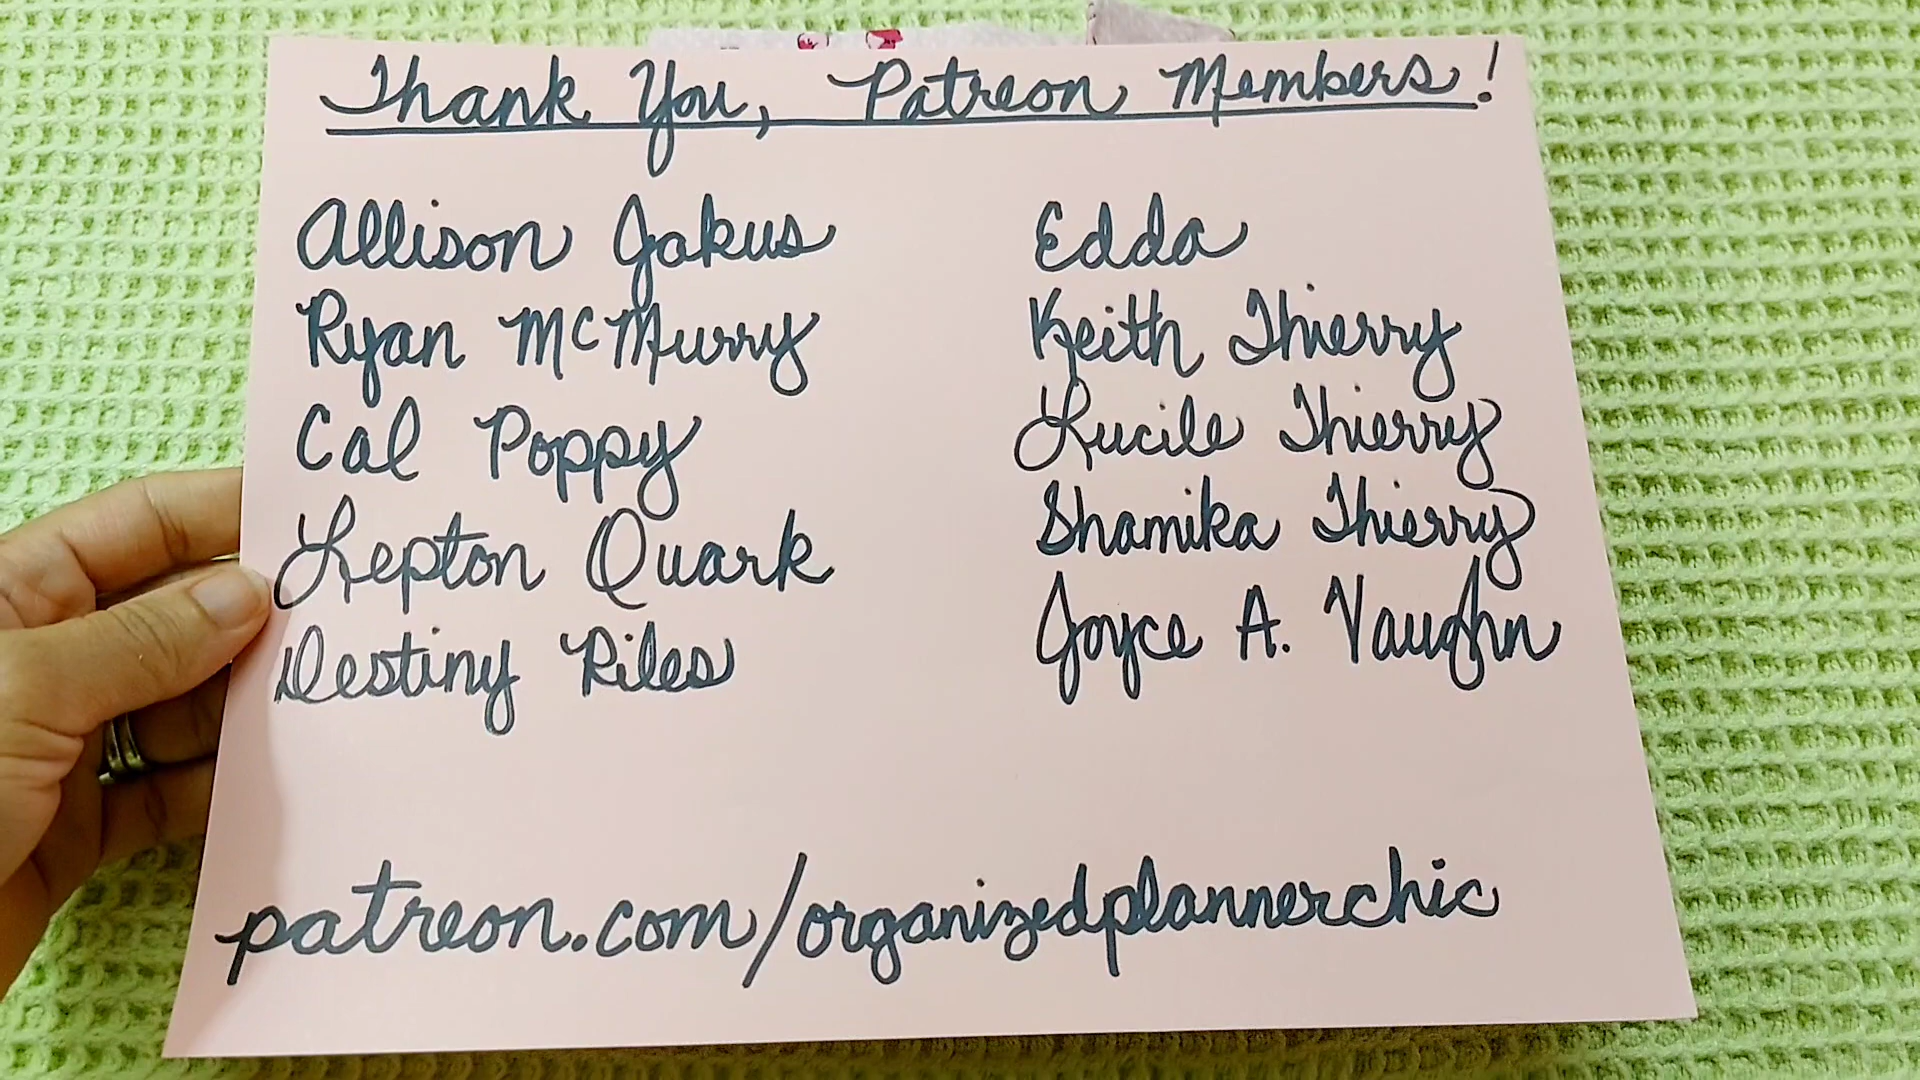 Thank You, Patreon Members!
Allison Jakus
Ryan McMurry
Cal Poppy
Lepton Quark
Destiny Riles
Edda
Keith Thierry
Lucile Thierry
Shamika Thierry
Joyce A. Vaughn
patreon.com/organizedplannerchic